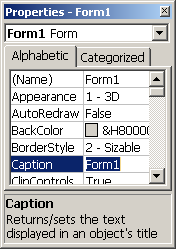 Properties - Form1
Form1 Form
Alphabetic Categorized
(Name) Form1
Appearance 1 - 3D
AutoRedraw False
BackColor &H80000
BorderStyle 2 - Sizable
Caption Form1
ClipControls True
Caption
Returns/sets the text
displayed in an object's title